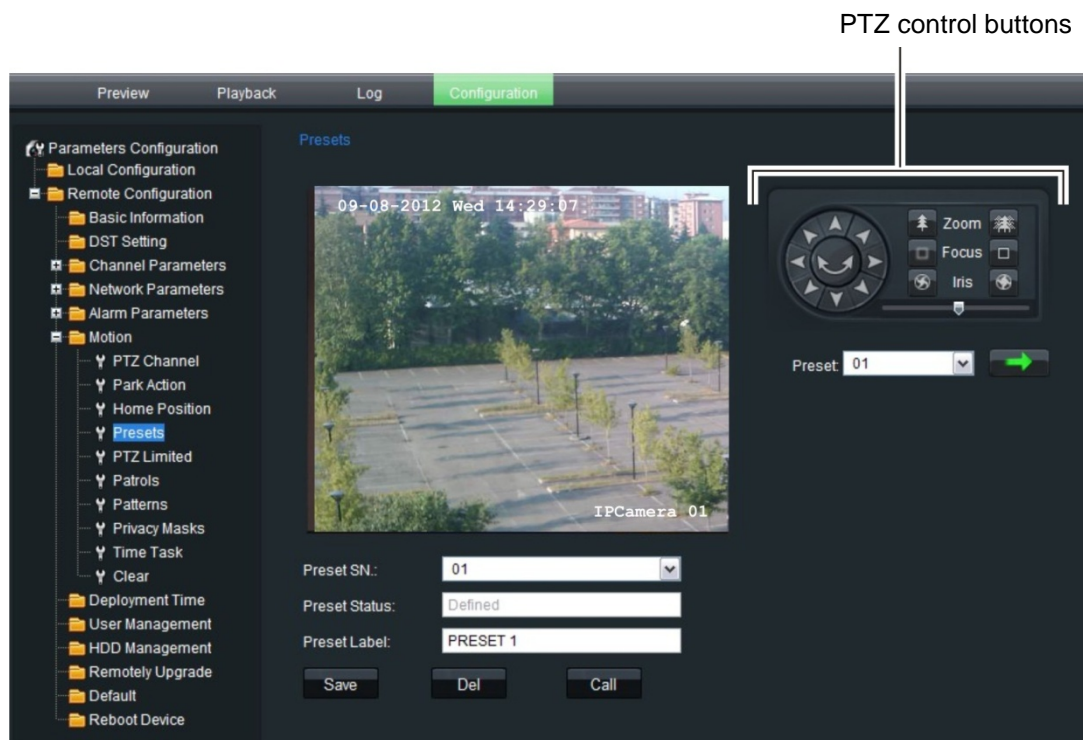 PTZ control buttons
Preview Playback Log Configuration
Parameters Configuration
Local Configuration
Remote Configuration
Basic Information
DST Setting
Channel Parameters
Network Parameters
Alarm Parameters
Motion
PTZ Channel
Park Action
Home Position
Presets
PTZ Limited
Patrols
Patterns
Privacy Masks
Time Task
Clear
Deployment Time
User Management
HDD Management
Remotely Upgrade
Default
Reboot Device
Presets
09-08-2012 Wed 14:29:07
IPCamera 01
Preset SN.: 01
Preset Status: Defined
Preset Label: PRESET 1
Save Del Call
Zoom
Focus
Iris
Preset: 01